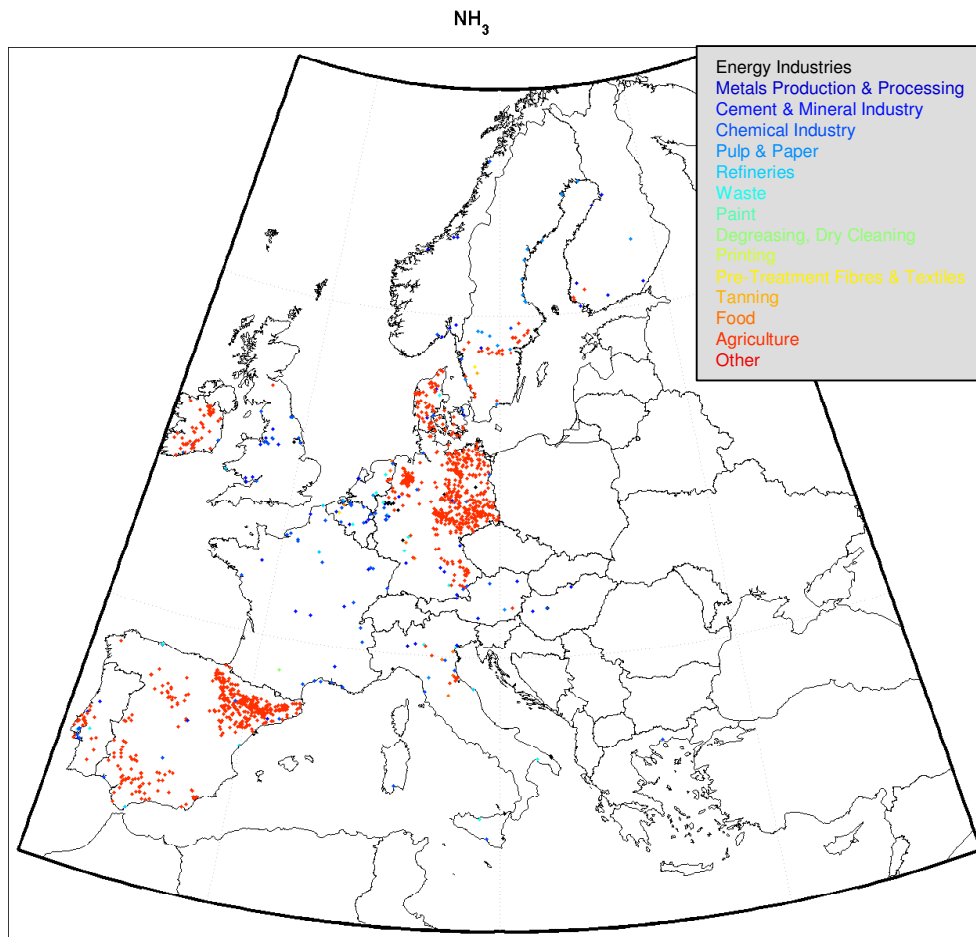 NH3
Energy Industries
Metals Production & Processing
Cement & Mineral Industry
Chemical Industry
Pulp & Paper
Refineries
Waste
Paint
Degreasing, Dry Cleaning
Printing
Pre-Treatment Fibres & Textiles
Tanning
Food
Agriculture
Other